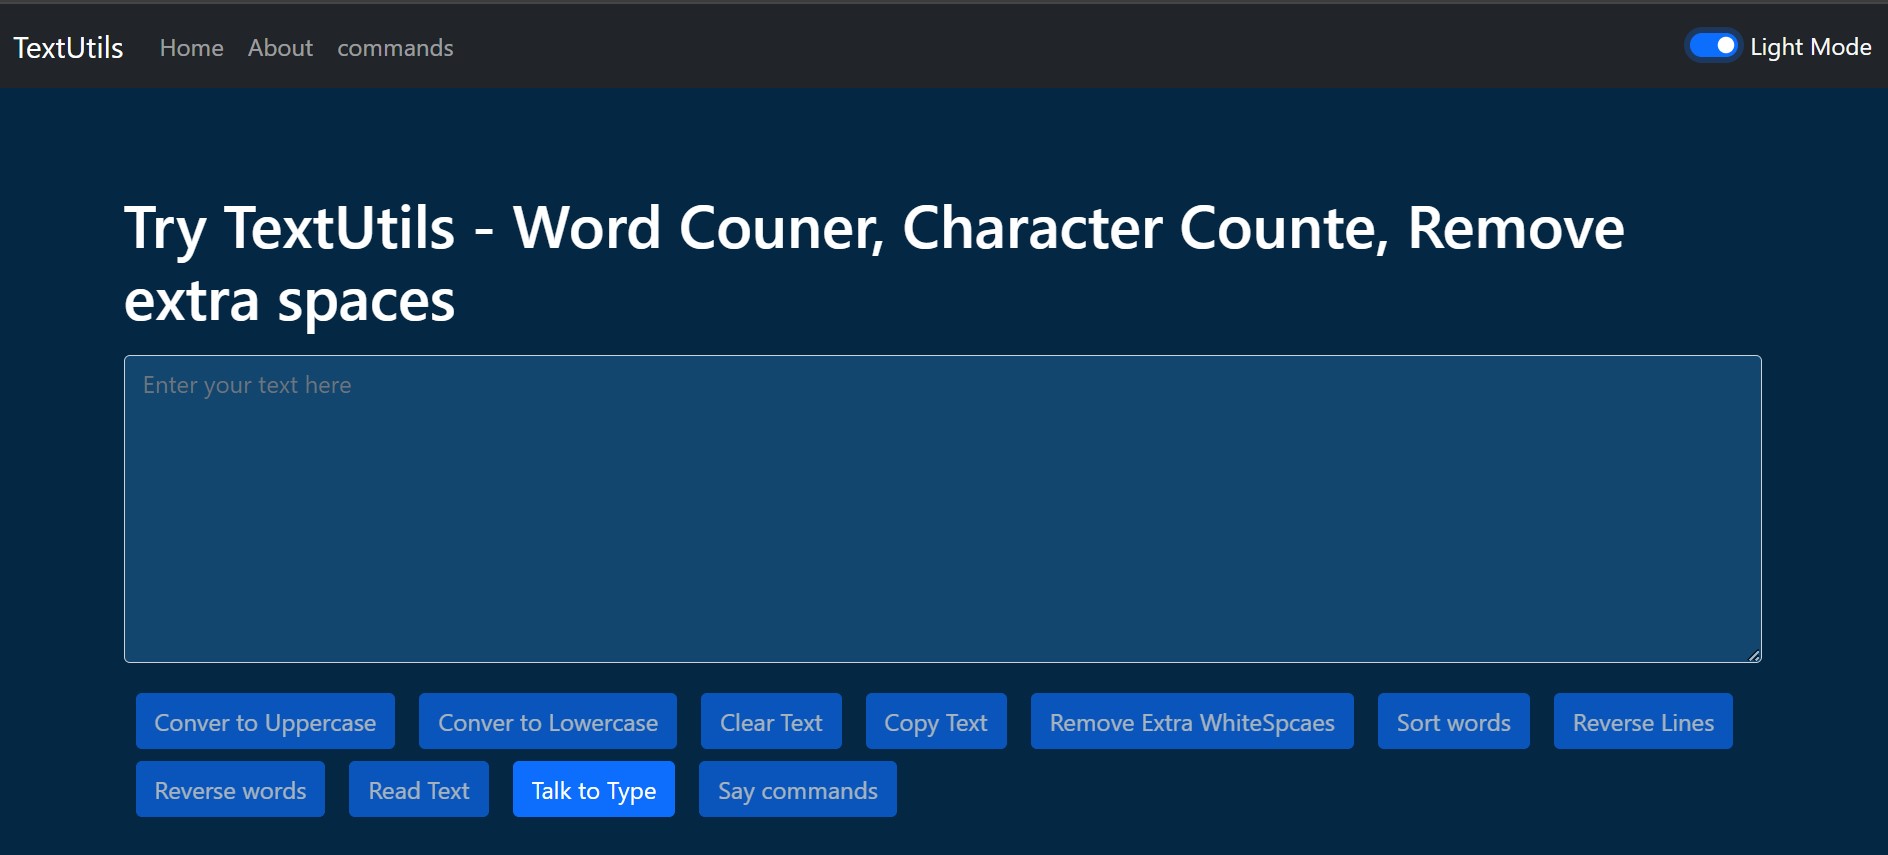 TextUtils Home About commands Light Mode
Try TextUtils - Word Couner, Character Counte, Remove
extra spaces
Enter your text here
Conver to Uppercase Conver to Lowercase Clear Text Copy Text Remove Extra WhiteSpcaes Sort words Reverse Lines
Reverse words Read Text Talk to Type Say commands